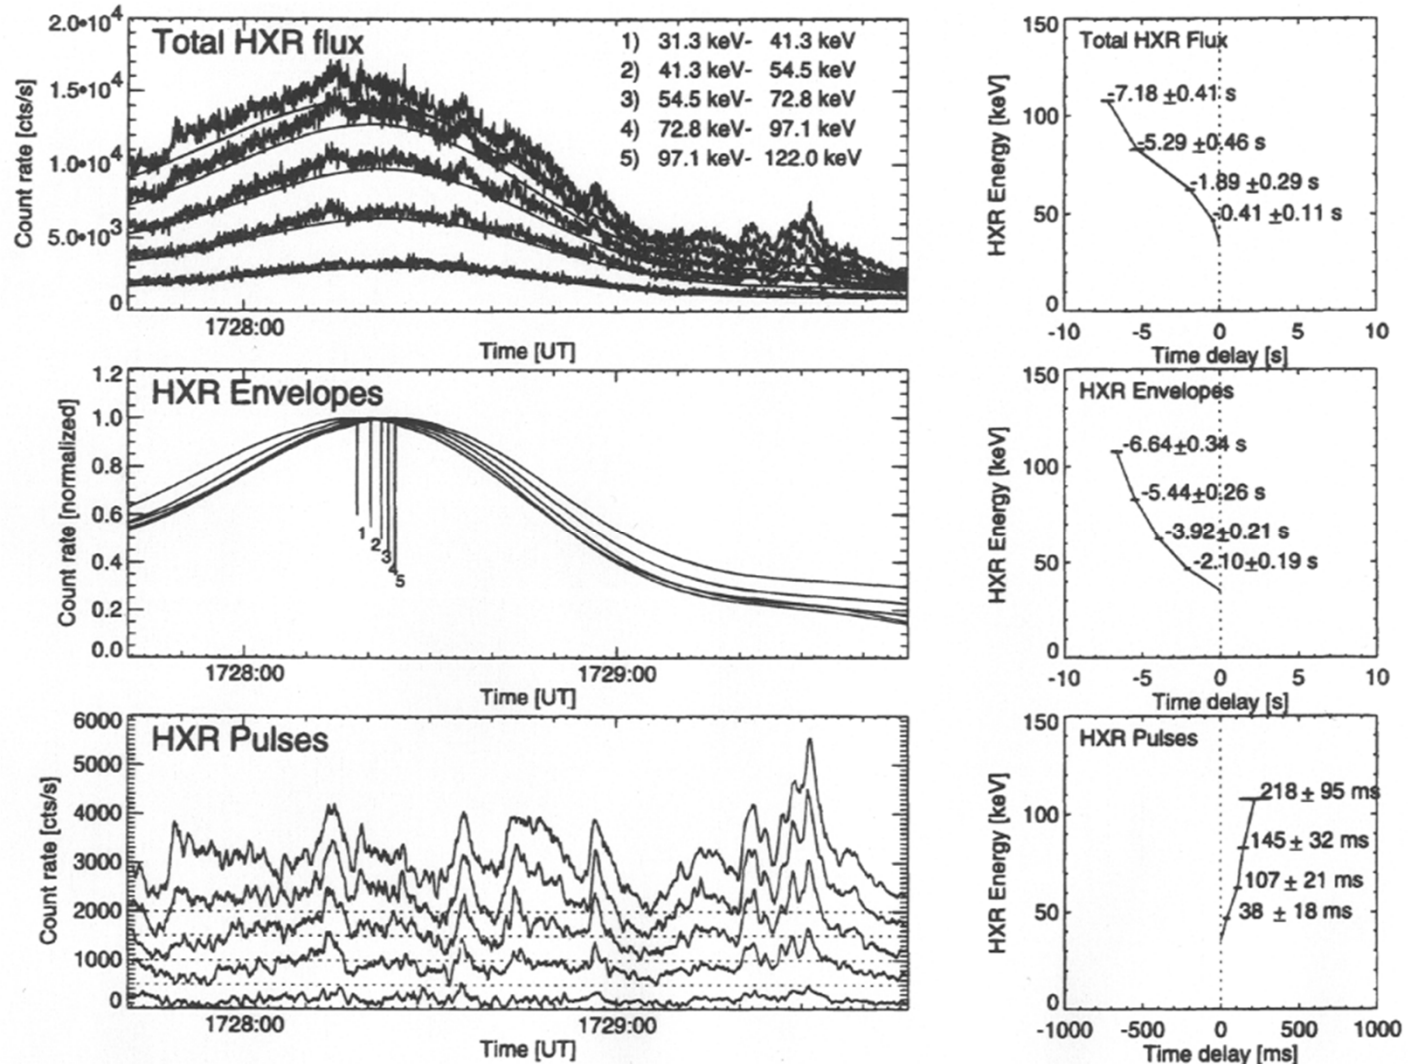 Total HXR flux
1) 31.3 keV- 41.3 keV
2) 41.3 keV- 54.5 keV
3) 54.5 keV- 72.8 keV
4) 72.8 keV- 97.1 keV
5) 97.1 keV- 122.0 keV
Count rate [cts/s]
2.0•10⁴
1.5•10⁴
1.0•10⁴
5.0•10³
0
1728:00
Time [UT]
Total HXR Flux
HXR Energy [keV]
150
100
50
0
-7.18 ±0.41 s
-5.29 ±0.46 s
-1.89 ±0.29 s
-0.41 ±0.11 s
-10 -5 0 5 10
Time delay [s]
HXR Envelopes
Count rate [normalized]
1.2
1.0
0.8
0.6
0.4
0.2
0.0
1
2
3
4
5
1728:00 1729:00
Time [UT]
HXR Envelopes
HXR Energy [keV]
150
100
50
0
-6.64±0.34 s
-5.44±0.26 s
-3.92±0.21 s
-2.10±0.19 s
-10 -5 0 5 10
Time delay [s]
HXR Pulses
Count rate [cts/s]
6000
5000
4000
3000
2000
1000
0
1728:00 1729:00
Time [UT]
HXR Pulses
HXR Energy [keV]
150
100
50
0
218 ± 95 ms
145 ± 32 ms
107 ± 21 ms
38 ± 18 ms
-1000 -500 0 500 1000
Time delay [ms]